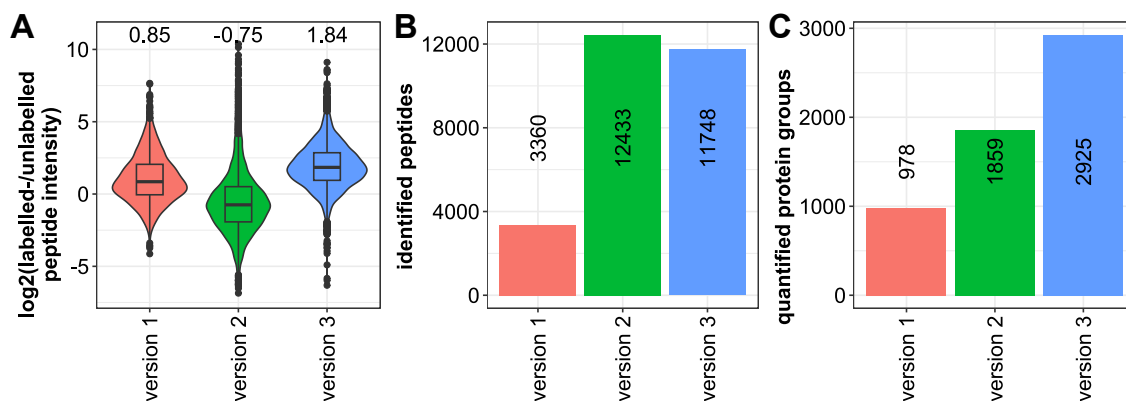 A
log2(labelled-/unlabelled
peptide intensity)
10
5
0
-5
0.85
-0.75
1.84
version 1
version 2
version 3
B
identified peptides
12000
8000
4000
0
3360
12433
11748
version 1
version 2
version 3
C
quantified protein groups
3000
2000
1000
0
978
1859
2925
version 1
version 2
version 3